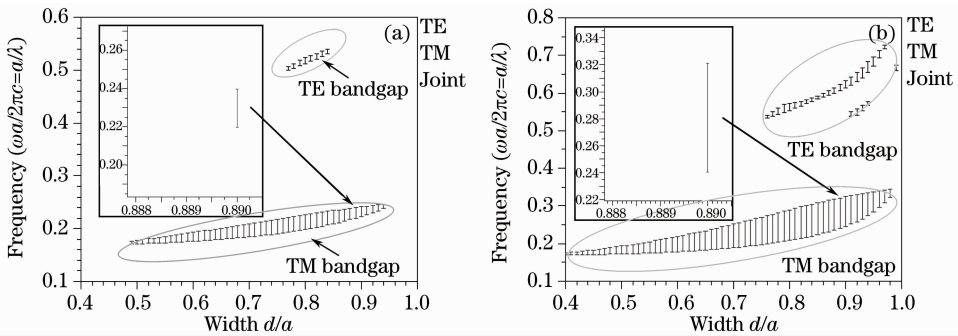 Frequency (ωa/2πc=a/λ)
0.6
0.5
0.4
0.3
0.2
0.1
0.26
0.24
0.22
0.20
0.888
0.889
0.890
(a)
TE
TM
Joint
TE bandgap
TM bandgap
0.4
0.5
0.6
0.7
0.8
0.9
1.0
Width d/a
Frequency (ωa/2πc=a/λ)
0.8
0.7
0.6
0.5
0.4
0.3
0.2
0.1
0.34
0.32
0.30
0.28
0.26
0.24
0.22
0.888
0.889
0.890
(b)
TE
TM
Joint
TE bandgap
TM bandgap
0.4
0.5
0.6
0.7
0.8
0.9
1.0
Width d/a